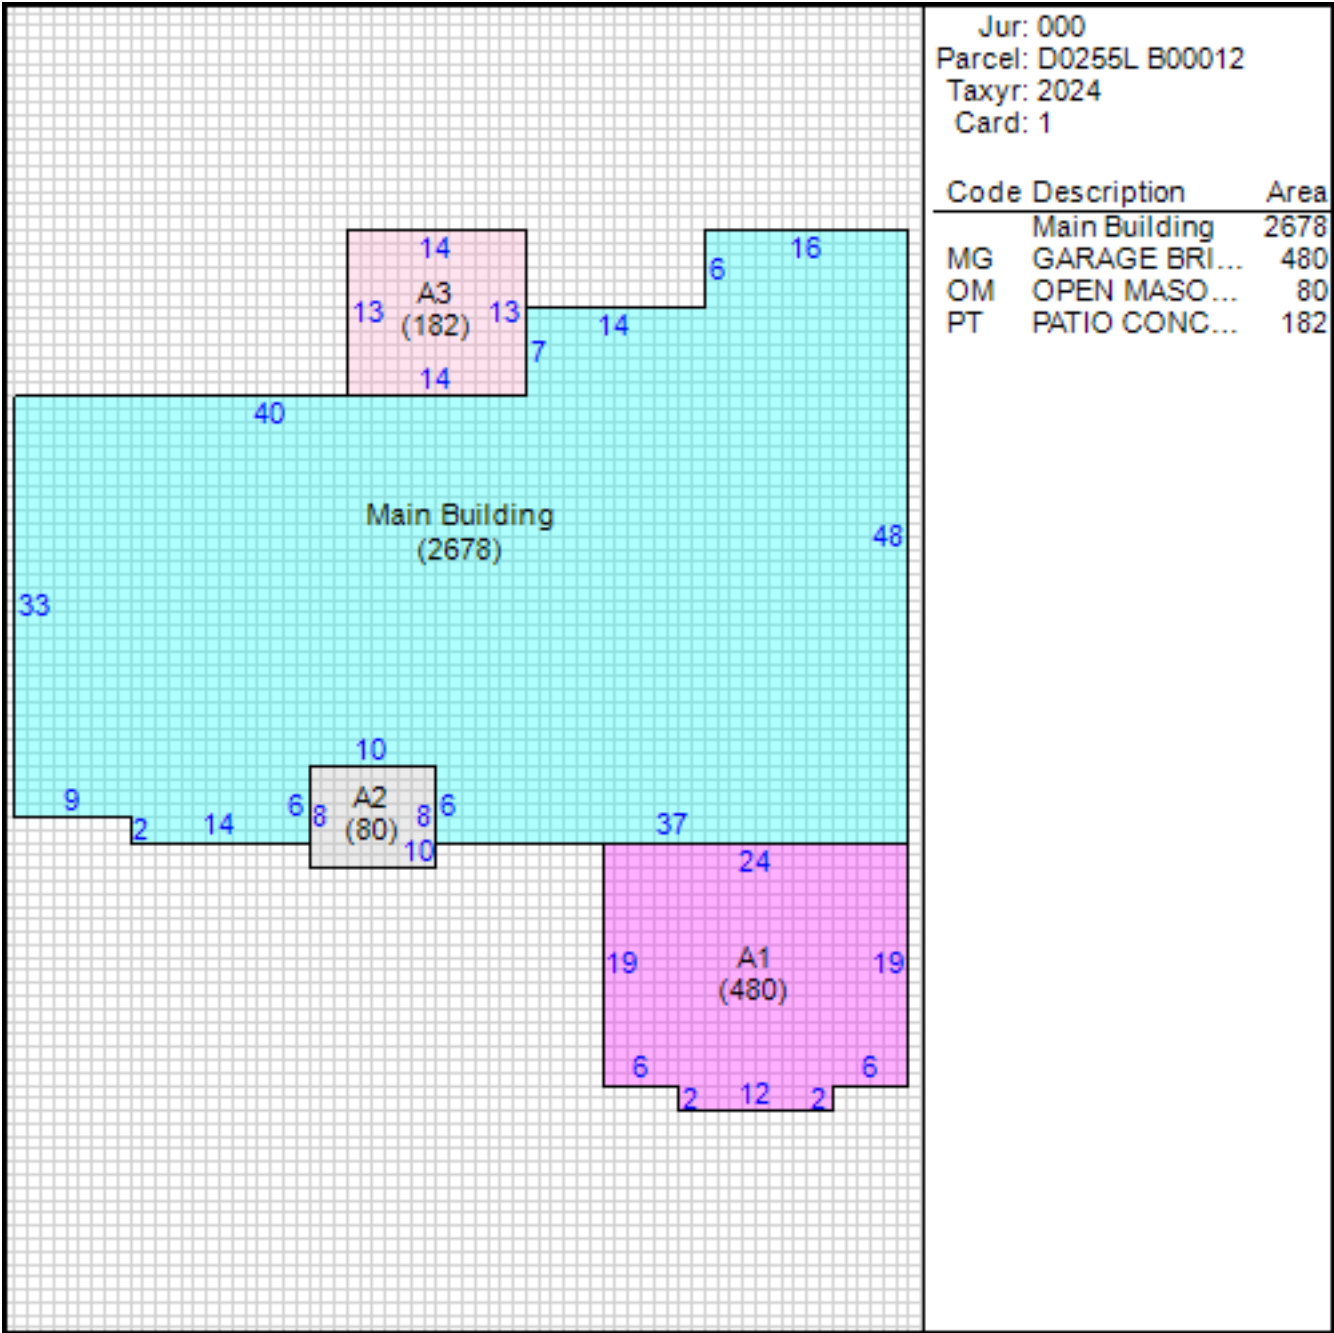 Jur: 000
Parcel: D0255L B00012
Taxyr: 2024
Card: 1
Code Description Area
Main Building 2678
MG GARAGE BRI... 480
OM OPEN MASO... 80
PT PATIO CONC... 182
14
16
6
A3
13 13
(182)
14
7
14
40
Main Building
(2678)
48
33
10
9
A2
6 8 8 6
2 14 (80) 37
10
24
A1
19 19
(480)
6 6
2 12 2